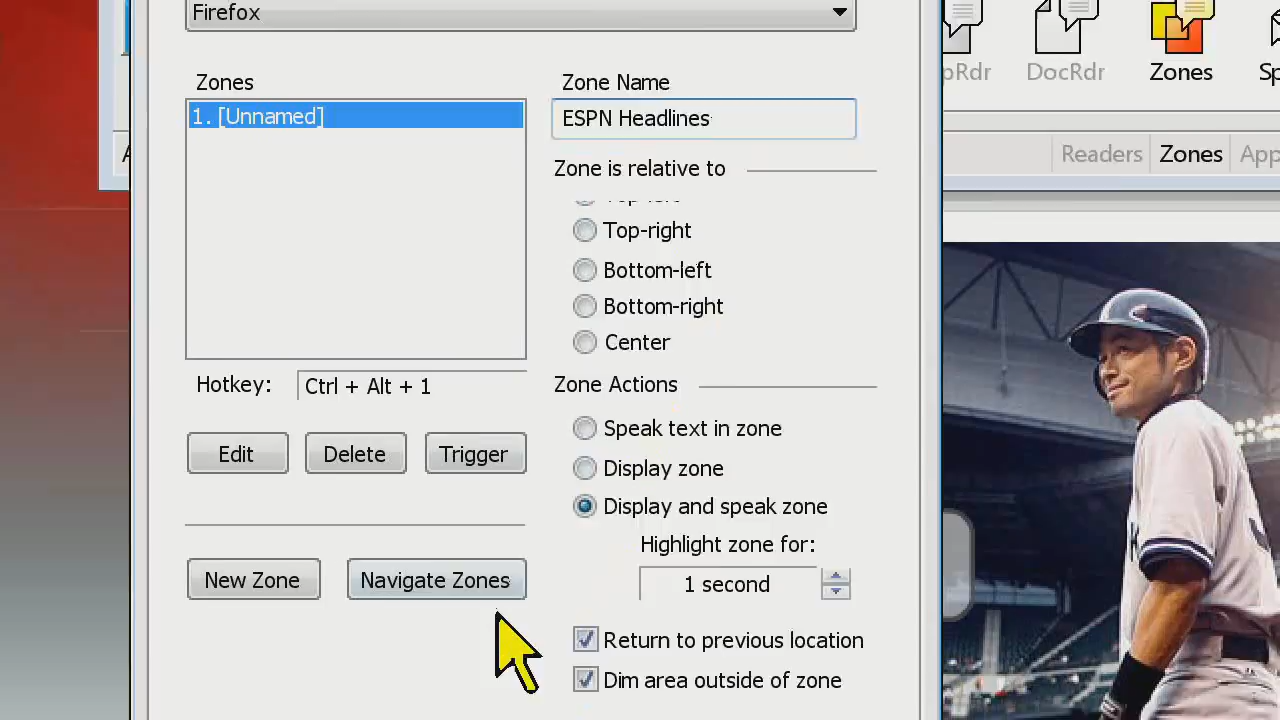 Firefox
Zones
1. [Unnamed]
Hotkey: Ctrl + Alt + 1
Edit
Delete
Trigger
New Zone
Navigate Zones
Zone Name
ESPN Headlines
Zone is relative to
Top-right
Bottom-left
Bottom-right
Center
Zone Actions
Speak text in zone
Display zone
Display and speak zone
Highlight zone for:
1 second
Return to previous location
Dim area outside of zone
DocRdr
Zones
Readers
Zones